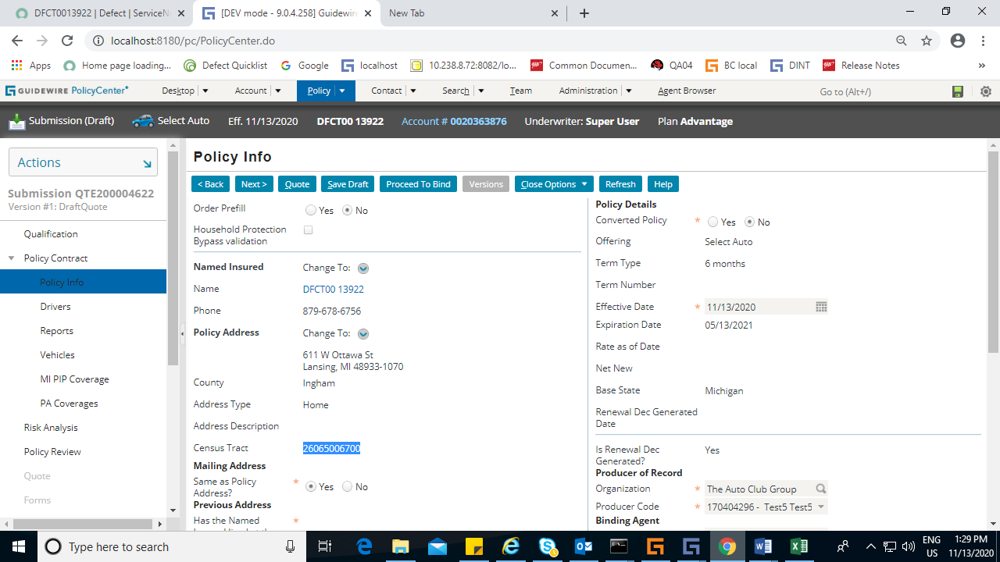 DFCT0013922 | Defect | ServiceN
[DEV mode - 9.0.4.258] Guidewire
New Tab
localhost:8180/pc/PolicyCenter.do
Apps
Home page loading...
Defect Quicklist
Google
localhost
10.238.8.72:8082/lo...
Common Documen...
QA04
BC local
DINT
Release Notes
»
GUIDEWIRE PolicyCenter
Desktop
Account
Policy
Contact
Search
Team
Administration
Agent Browser
Go to (Alt+/)
Submission (Draft)
Select Auto
Eff. 11/13/2020
DFCT00 13922
Account # 0020363876
Underwriter: Super User
Plan Advantage
Actions
Submission QTE200004622
Version #1: DraftQuote
Qualification
Policy Contract
Policy Info
Drivers
Reports
Vehicles
MI PIP Coverage
PA Coverages
Risk Analysis
Policy Review
Quote
Forms
Policy Info
< Back
Next >
Quote
Save Draft
Proceed To Bind
Versions
Close Options
Refresh
Help
Order Prefill
Yes No
Household Protection
Bypass validation
Named Insured Change To:
Name DFCT00 13922
Phone 879-678-6756
Policy Address Change To:
611 W Ottawa St
Lansing, MI 48933-1070
County Ingham
Address Type Home
Address Description
Census Tract 26065006700
Mailing Address
Same as Policy * Yes No
Address?
Previous Address
Has the Named *
Policy Details
Converted Policy * Yes No
Offering Select Auto
Term Type 6 months
Term Number
Effective Date * 11/13/2020
Expiration Date 05/13/2021
Rate as of Date
Net New
Base State Michigan
Renewal Dec Generated
Date
Is Renewal Dec Yes
Generated?
Producer of Record
Organization * The Auto Club Group
Producer Code * 170404296 - Test5 Test5
Binding Agent
Type here to search
ENG
US
1:29 PM
11/13/2020